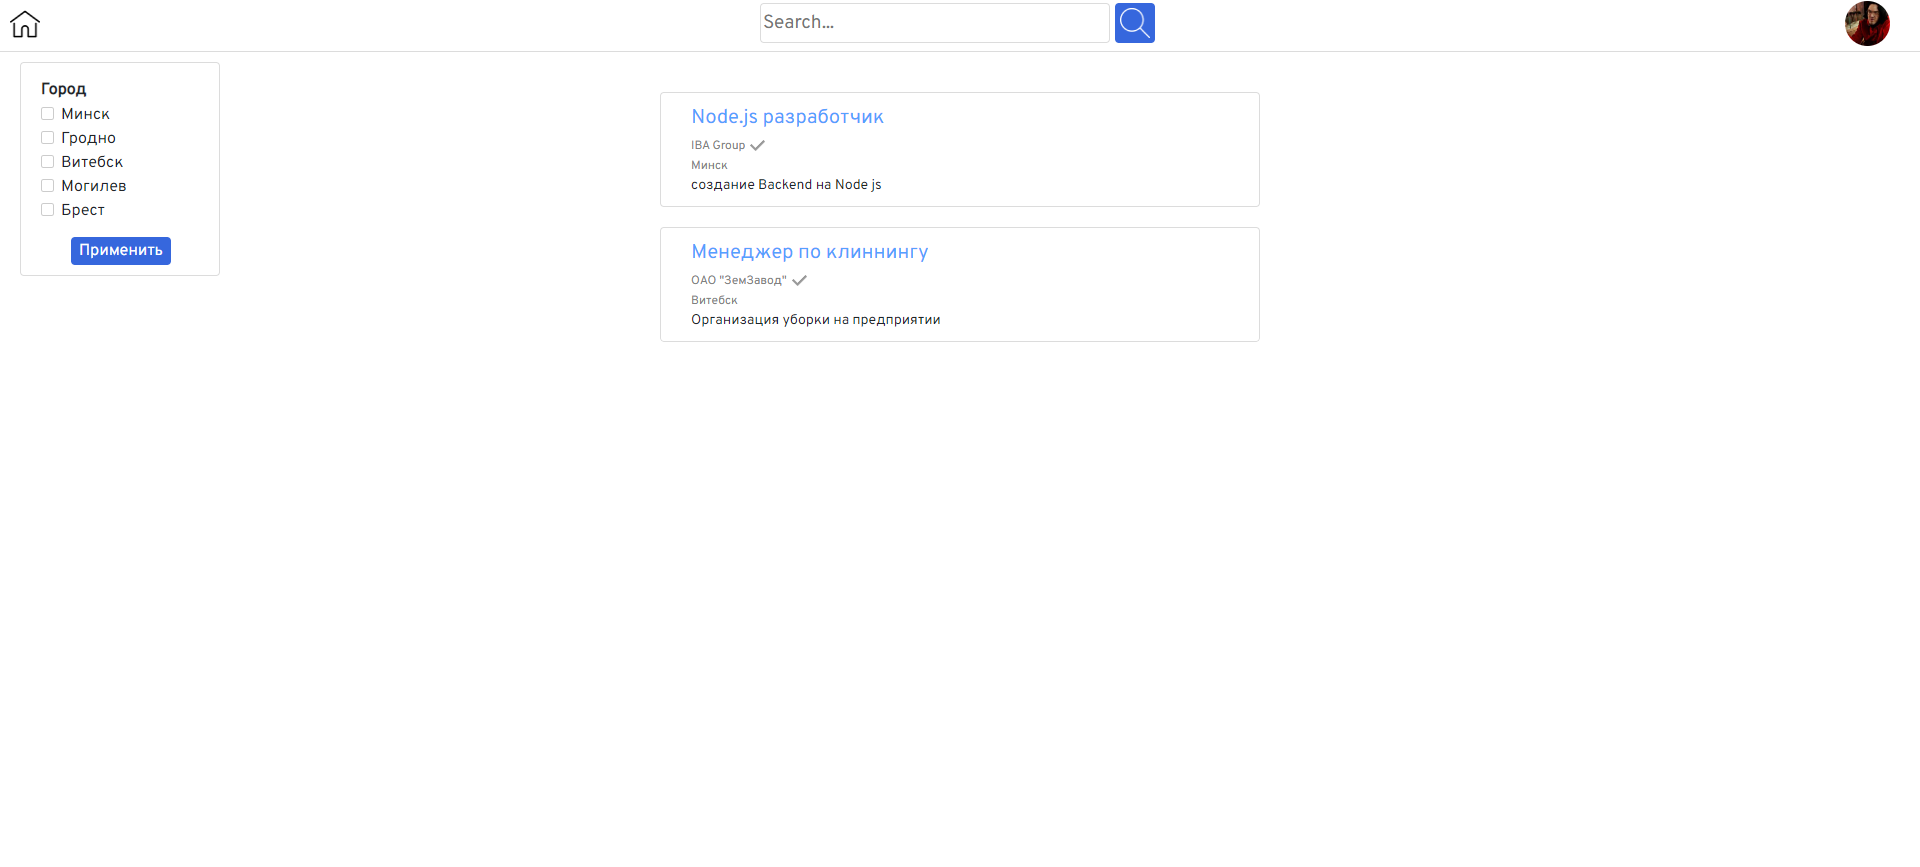 Search...
Город
Минск
Гродно
Витебск
Могилев
Брест
Применить
Node.js разработчик
IBA Group
Минск
создание Backend на Node js
Менеджер по клиннингу
ОАО "ЗемЗавод"
Витебск
Организация уборки на предприятии